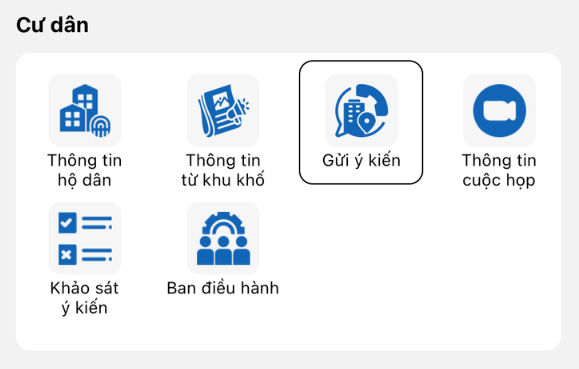 Cư dân
Thông tin
hộ dân
Thông tin
từ khu khố
Gửi ý kiến
Thông tin
cuộc họp
Khảo sát
ý kiến
Ban điều hành